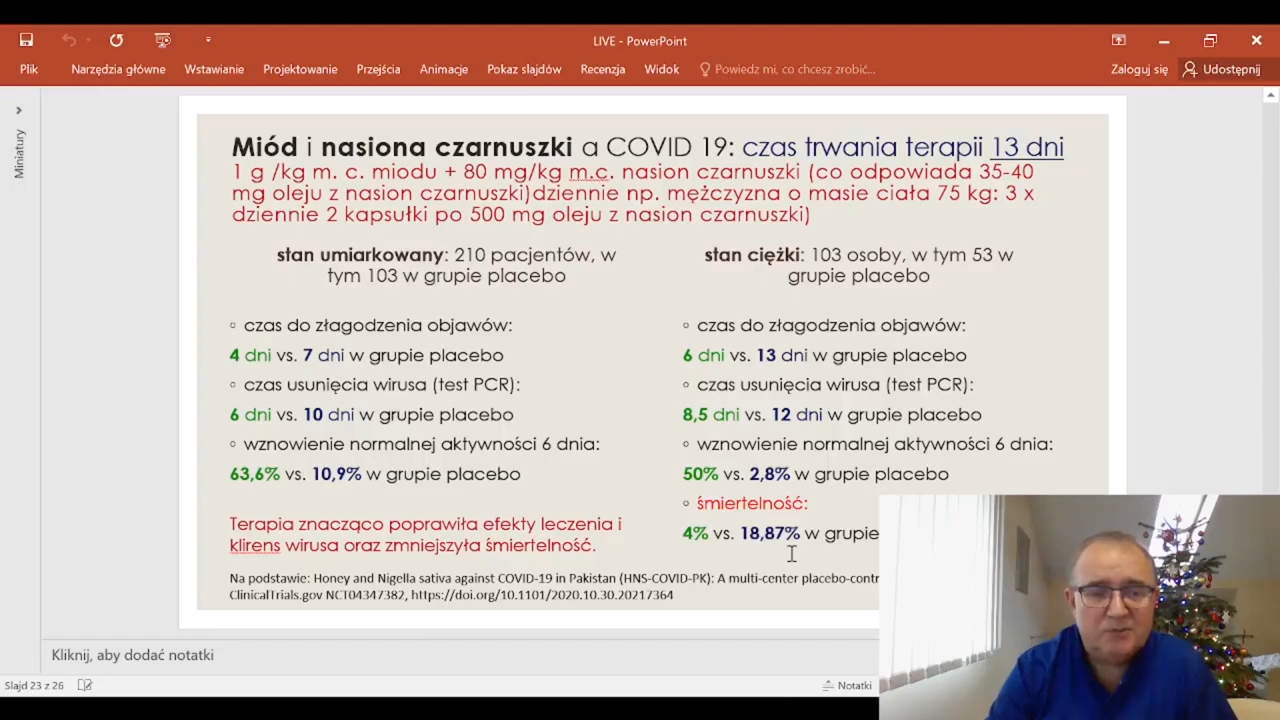 LIVE - PowerPoint
Plik Narzędzia główne Wstawianie Projektowanie Przejścia Animacje Pokaz slajdów Recenzja Widok Powiedz mi, co chcesz zrobić... Zaloguj się Udostępnij
Miniatury
Miód i nasiona czarnuszki a COVID 19: czas trwania terapii 13 dni
1 g /kg m. c. miodu + 80 mg/kg m.c. nasion czarnuszki (co odpowiada 35-40
mg oleju z nasion czarnuszki)dziennie np. mężczyzna o masie ciała 75 kg: 3 x
dziennie 2 kapsułki po 500 mg oleju z nasion czarnuszki)
stan umiarkowany: 210 pacjentów, w
tym 103 w grupie placebo
czas do złagodzenia objawów:
4 dni vs. 7 dni w grupie placebo
czas usunięcia wirusa (test PCR):
6 dni vs. 10 dni w grupie placebo
wznowienie normalnej aktywności 6 dnia:
63,6% vs. 10,9% w grupie placebo
Terapia znacząco poprawiła efekty leczenia i
klirens wirusa oraz zmniejszyła śmiertelność.
stan ciężki: 103 osoby, w tym 53 w
grupie placebo
czas do złagodzenia objawów:
6 dni vs. 13 dni w grupie placebo
czas usunięcia wirusa (test PCR):
8,5 dni vs. 12 dni w grupie placebo
wznowienie normalnej aktywności 6 dnia:
50% vs. 2,8% w grupie placebo
śmiertelność:
4% vs. 18,87% w grupie
Na podstawie: Honey and Nigella sativa against COVID-19 in Pakistan (HNS-COVID-PK): A multi-center placebo-contr
ClinicalTrials.gov NCT04347382, https://doi.org/10.1101/2020.10.30.20217364
Kliknij, aby dodać notatki
Slajd 23 z 26 Notatki